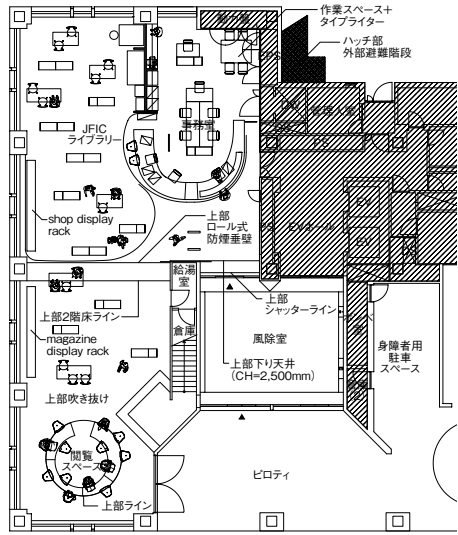 作業スペース＋
タイプライター
ハッチ部
外部避難階段
PS
管理人室
PS
事務室
JFIC
ライブラリー
EV
EV
EVホール
PS
shop display
rack
上部
ロール式
防煙垂壁
給湯
室
上部
シャッターライン
上部2階床ライン
倉庫
風除室
magazine
display rack
身障者用
駐車
スペース
上部下り天井
(CH=2,500mm)
上部吹き抜け
閲覧
スペース
ピロティ
上部ライン